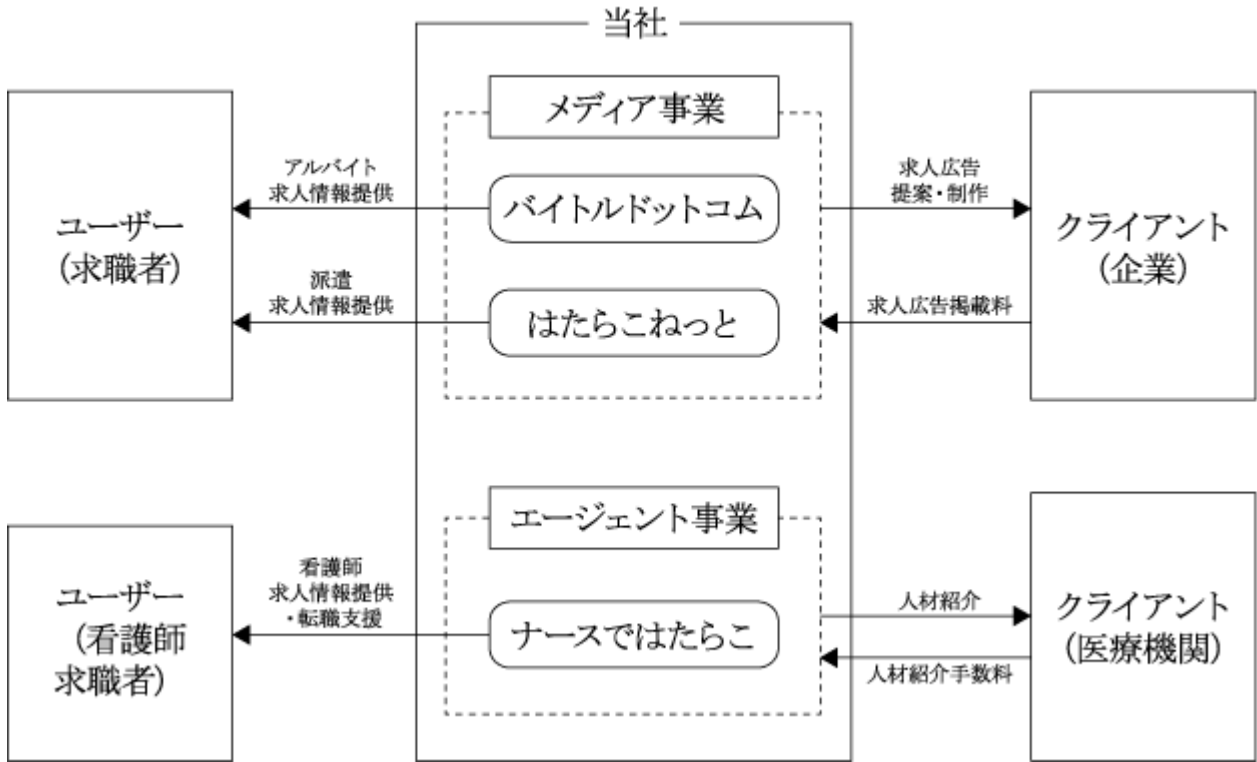 当社
メディア事業
アルバイト
求人情報提供
バイトルドットコム
求人広告
提案・制作
ユーザー
(求職者)
クライアント
(企業)
派遣
求人情報提供
はたらこねっと
求人広告掲載料
エージェント事業
看護師
求人情報提供
・転職支援
ナースではたらこ
人材紹介
人材紹介手数料
ユーザー
(看護師
求職者)
クライアント
(医療機関)